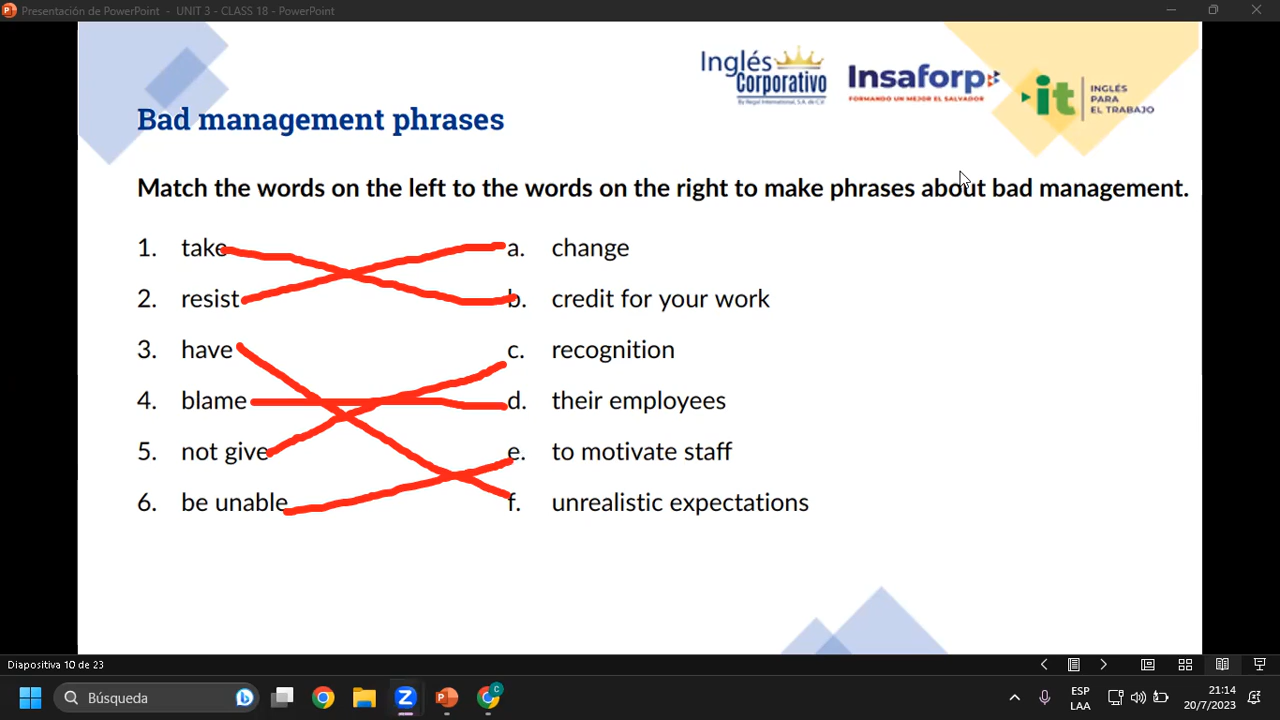 Presentación de PowerPoint - UNIT 3 - CLASS 18 - PowerPoint
Inglés
Corporativo
By Regal International, S.A. de C.V
Insaforp
FORMANDO UN MEJOR EL SALVADOR
it
INGLÉS
PARA
EL TRABAJO
Bad management phrases
Match the words on the left to the words on the right to make phrases about bad management.
1. take a. change
2. resist b. credit for your work
3. have c. recognition
4. blame d. their employees
5. not give e. to motivate staff
6. be unable f. unrealistic expectations
Diapositiva 10 de 23
Búsqueda
C
ESP
LAA
21:14
20/7/2023